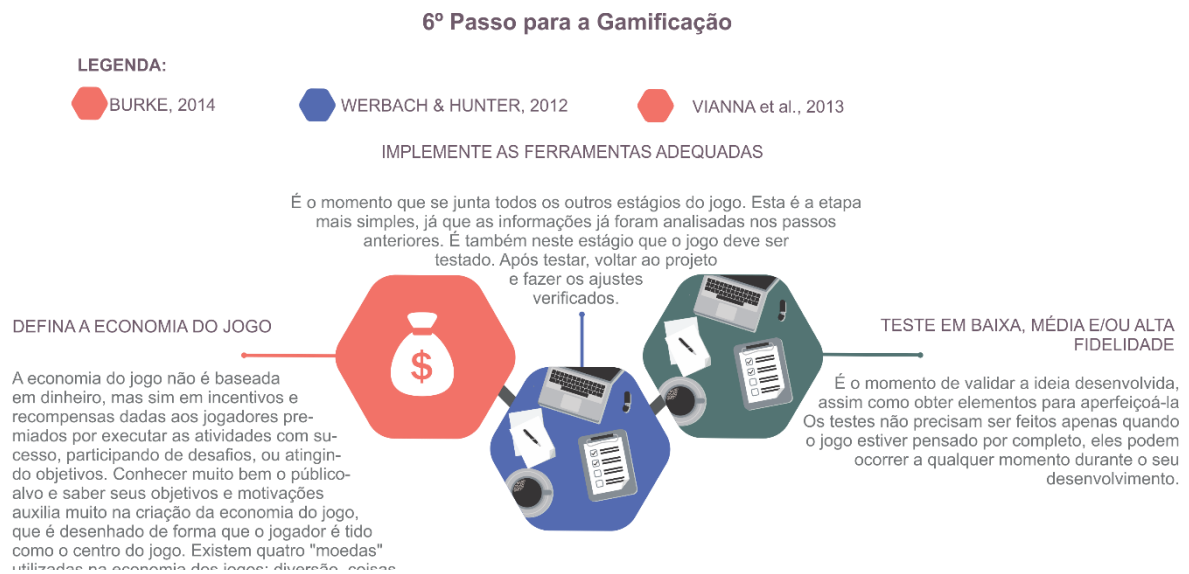 6º Passo para a Gamificação
LEGENDA:
BURKE, 2014
WERBACH & HUNTER, 2012
VIANNA et al., 2013
IMPLEMENTE AS FERRAMENTAS ADEQUADAS
É o momento que se junta todos os outros estágios do jogo. Esta é a etapa
mais simples, já que as informações já foram analisadas nos passos
anteriores. É também neste estágio que o jogo deve ser
testado. Após testar, voltar ao projeto
e fazer os ajustes
verificados.
DEFINA A ECONOMIA DO JOGO
A economia do jogo não é baseada
em dinheiro, mas sim em incentivos e
recompensas dadas aos jogadores pre-
miados por executar as atividades com su-
cesso, participando de desafios, ou atingin-
do objetivos. Conhecer muito bem o público-
alvo e saber seus objetivos e motivações
auxilia muito na criação da economia do jogo,
que é desenhado de forma que o jogador é tido
como o centro do jogo. Existem quatro "moedas"
utilizadas na economia dos jogos: diversão, coisas
$
TESTE EM BAIXA, MÉDIA E/OU ALTA
FIDELIDADE
É o momento de validar a ideia desenvolvida,
assim como obter elementos para aperfeiçoá-la
Os testes não precisam ser feitos apenas quando
o jogo estiver pensado por completo, eles podem
ocorrer a qualquer momento durante o seu
desenvolvimento.